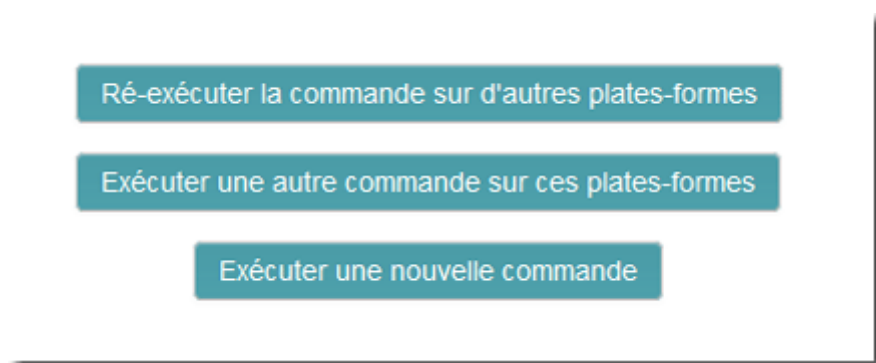 Ré-exécuter la commande sur d'autres plates-formes
Exécuter une autre commande sur ces plates-formes
Exécuter une nouvelle commande